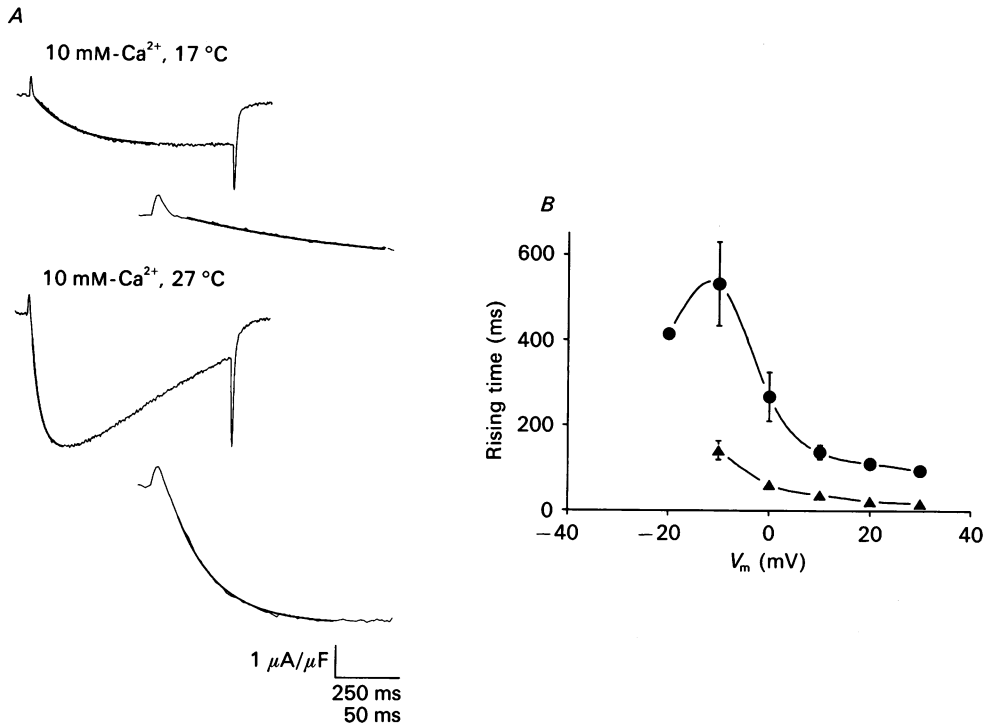 A
10 mM-Ca²⁺, 17 °C
10 mM-Ca²⁺, 27 °C
1 μA/μF
250 ms
50 ms
B
Rising time (ms)
600
400
200
0
−40
−20
0
20
40
Vm (mV)